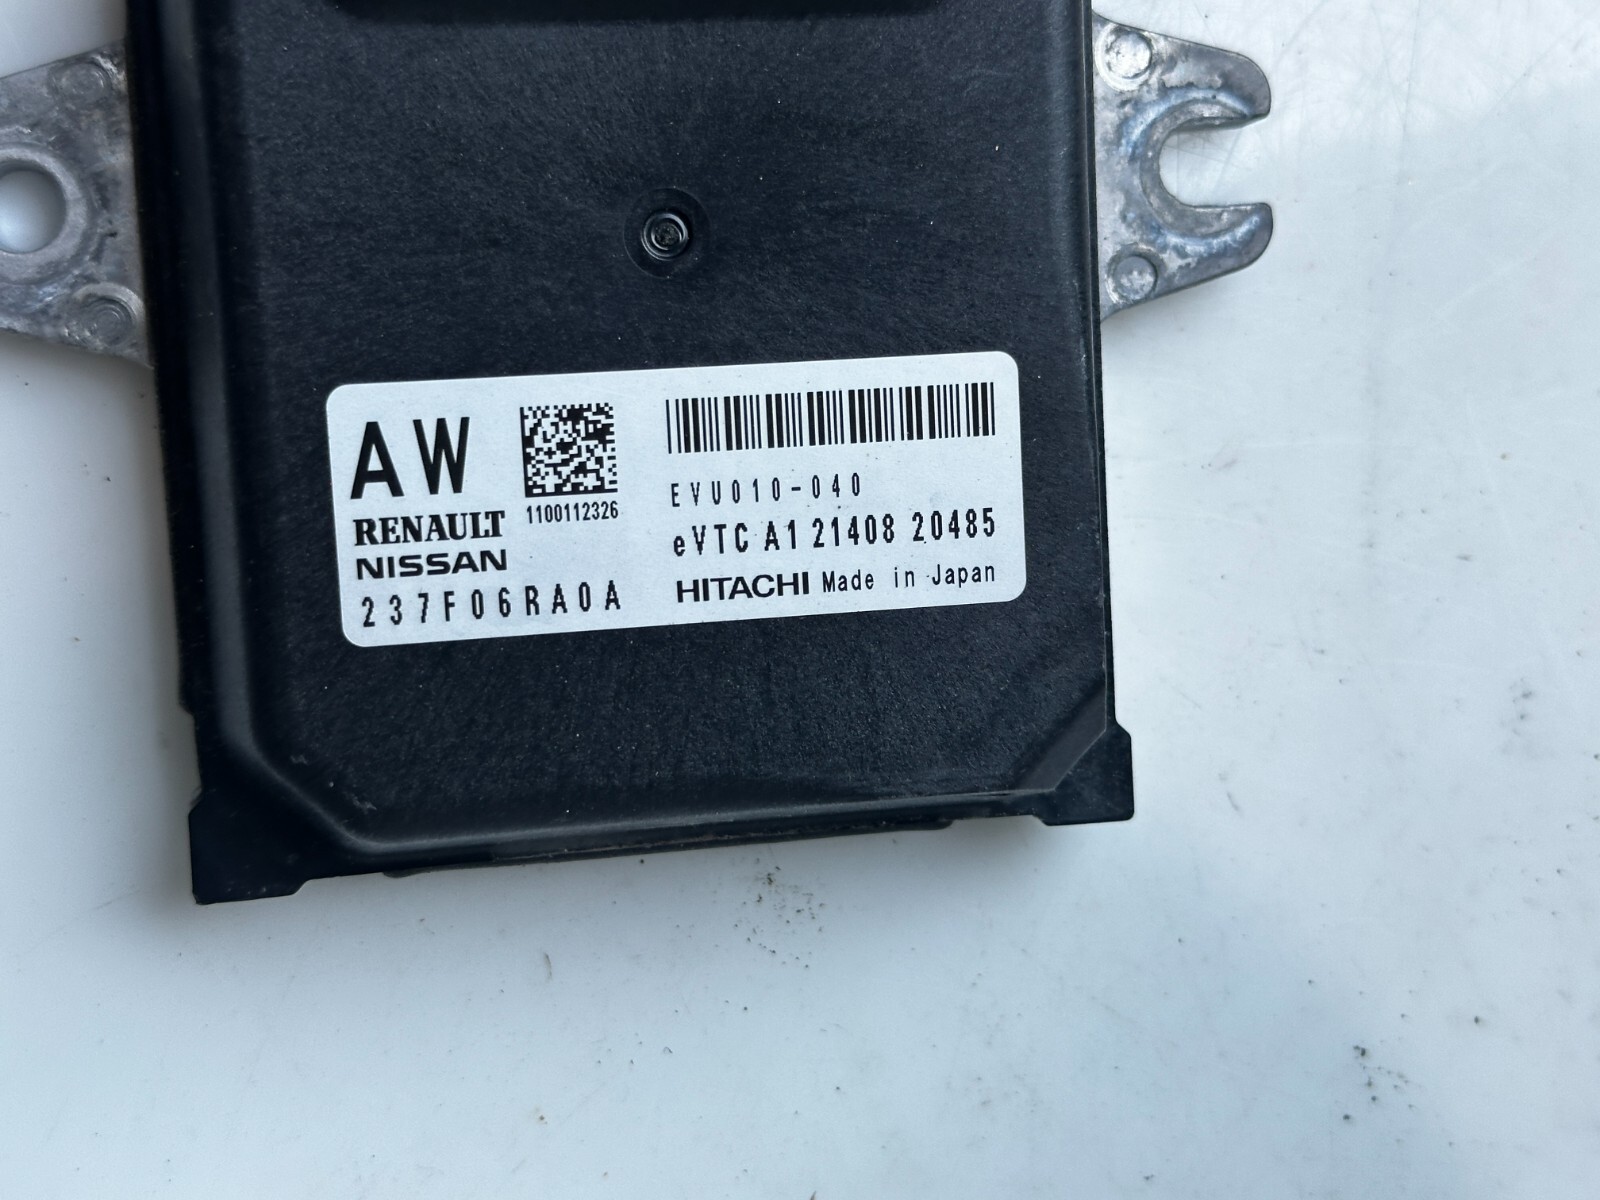 AW
1100112326
RENAULT
NISSAN
237F06RA0A
EVU010-040
eVTC A1 21408 20485
HITACHI Made in Japan